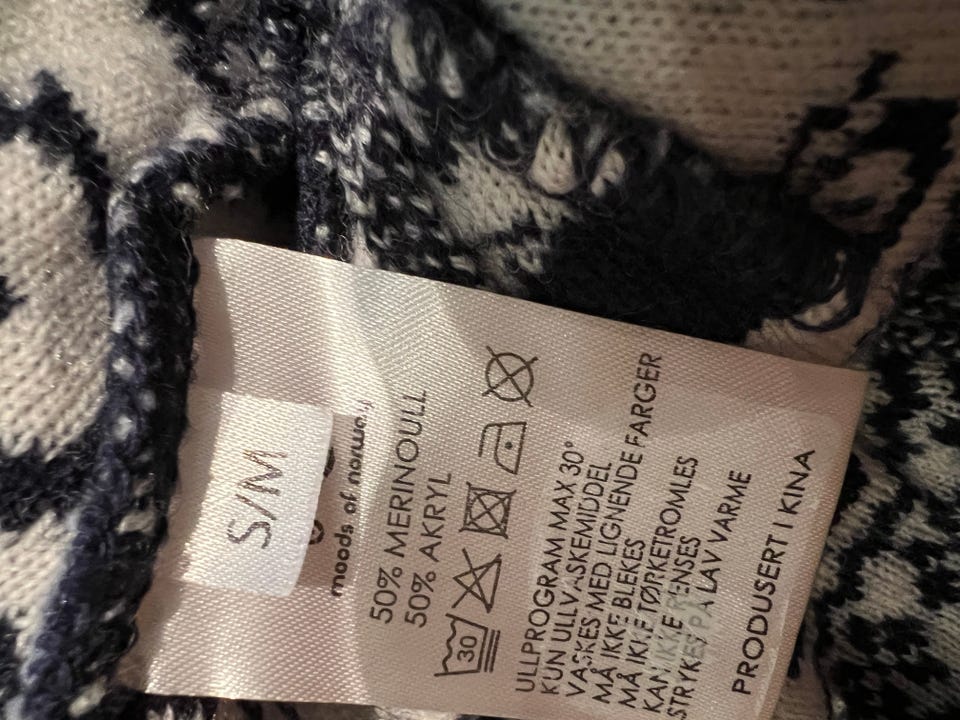 S/M
moods of norway
50% MERINOULL
50% AKRYL
30
ULLPROGRAM MAX 30°
KUN ULLVASKEMIDDEL
VASKES MED LIGNENDE FARGER
MÅ IKKE BLEKES
MÅ IKKE TØRKETROMLES
KAN IKKE RENSES
STRYKES PÅ LAV VARME
PRODUSERT I KINA